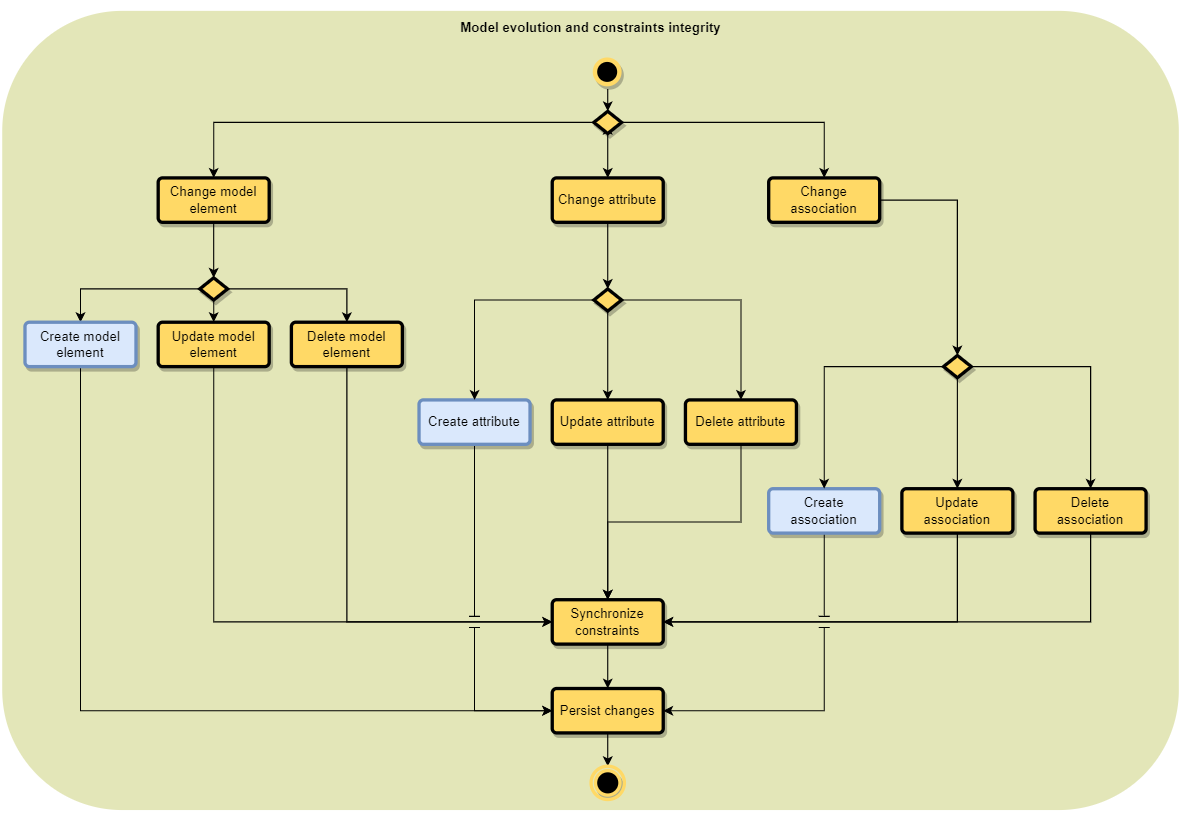 Model evolution and constraints integrity
Change model
element
Change attribute
Change
association
Create model
element
Update model
element
Delete model
element
Create attribute
Update attribute
Delete attribute
Create
association
Update
association
Delete
association
Synchronize
constraints
Persist changes